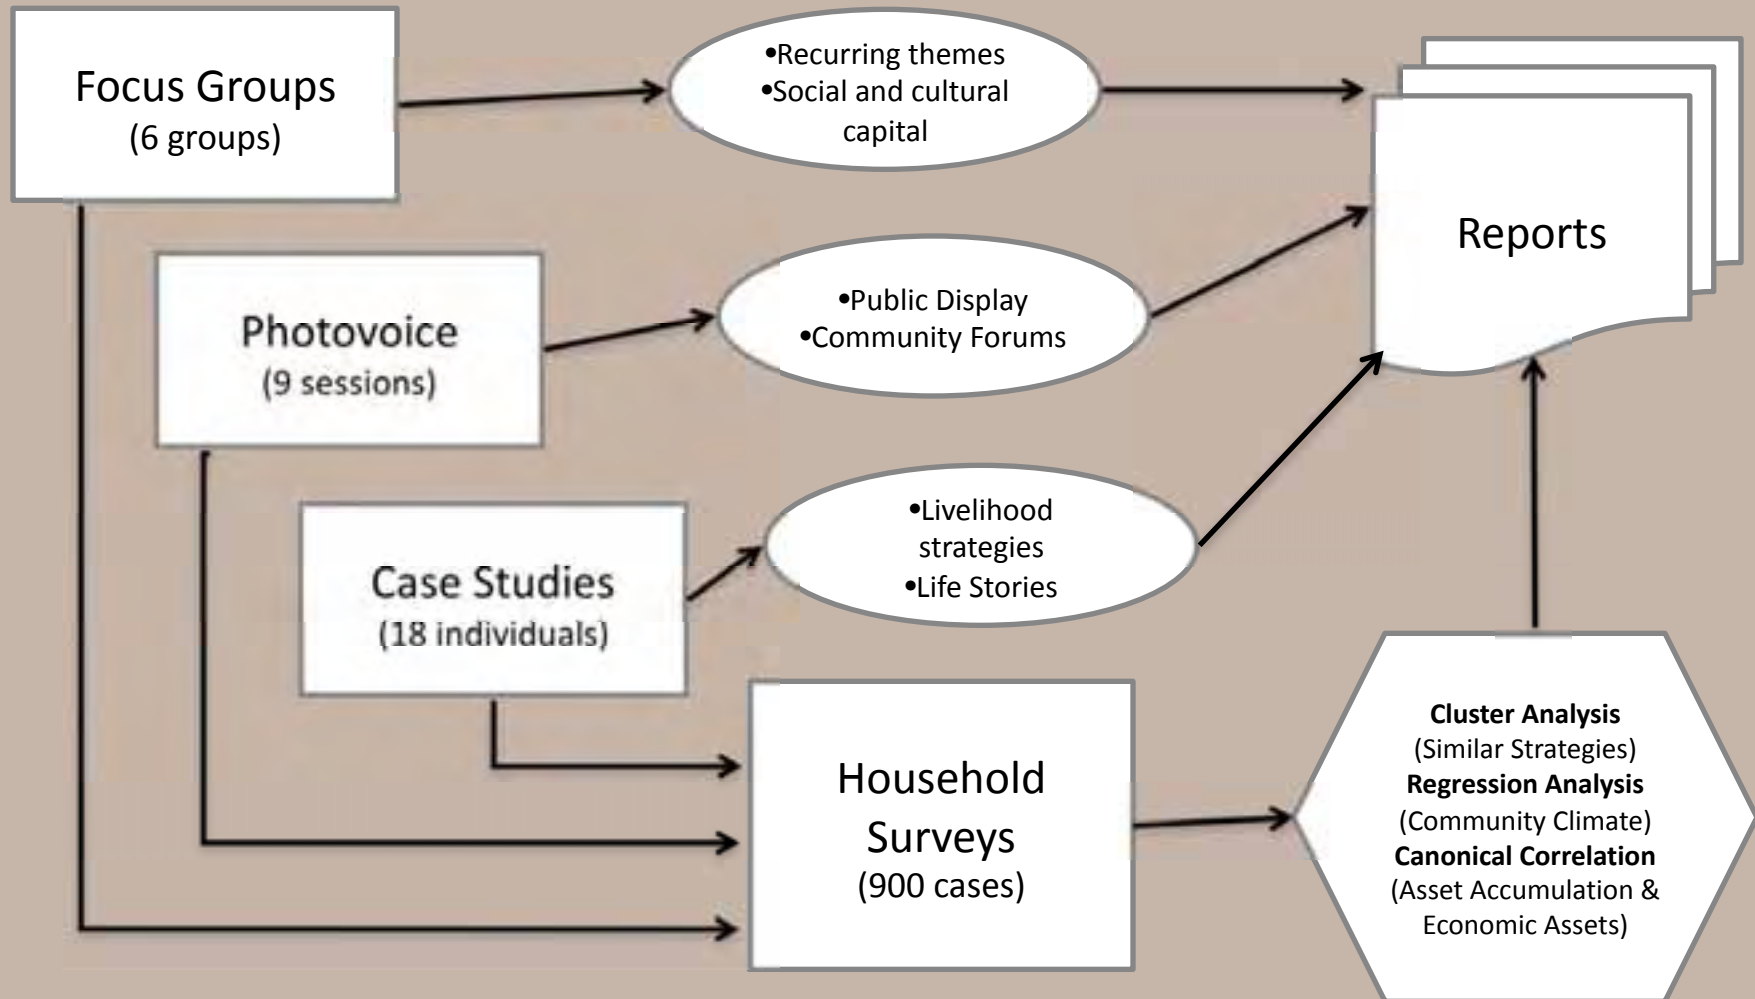 Focus Groups
(6 groups)
•Recurring themes
•Social and cultural
capital
Reports
Photovoice
(9 sessions)
•Public Display
•Community Forums
Case Studies
(18 individuals)
•Livelihood
strategies
•Life Stories
Household
Surveys
(900 cases)
Cluster Analysis
(Similar Strategies)
Regression Analysis
(Community Climate)
Canonical Correlation
(Asset Accumulation &
Economic Assets)